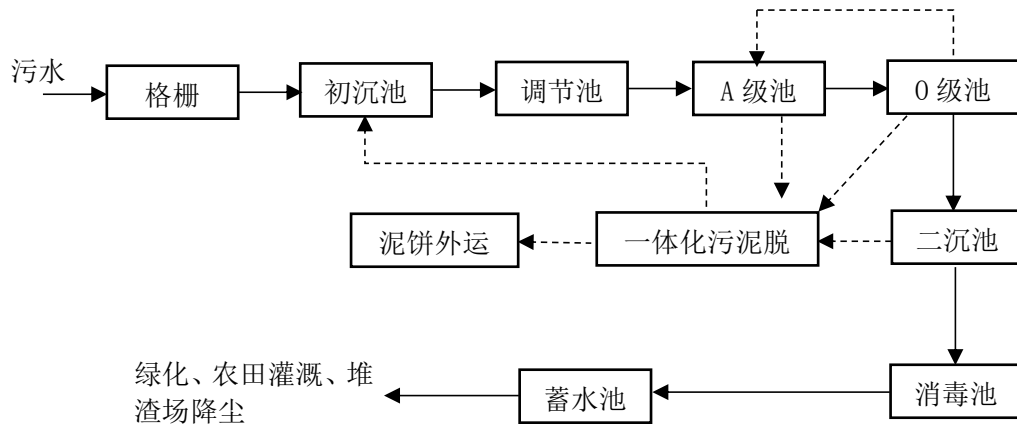 污水
格栅
初沉池
调节池
A 级池
O 级池
泥饼外运
一体化污泥脱
二沉池
绿化、农田灌溉、堆
渣场降尘
蓄水池
消毒池